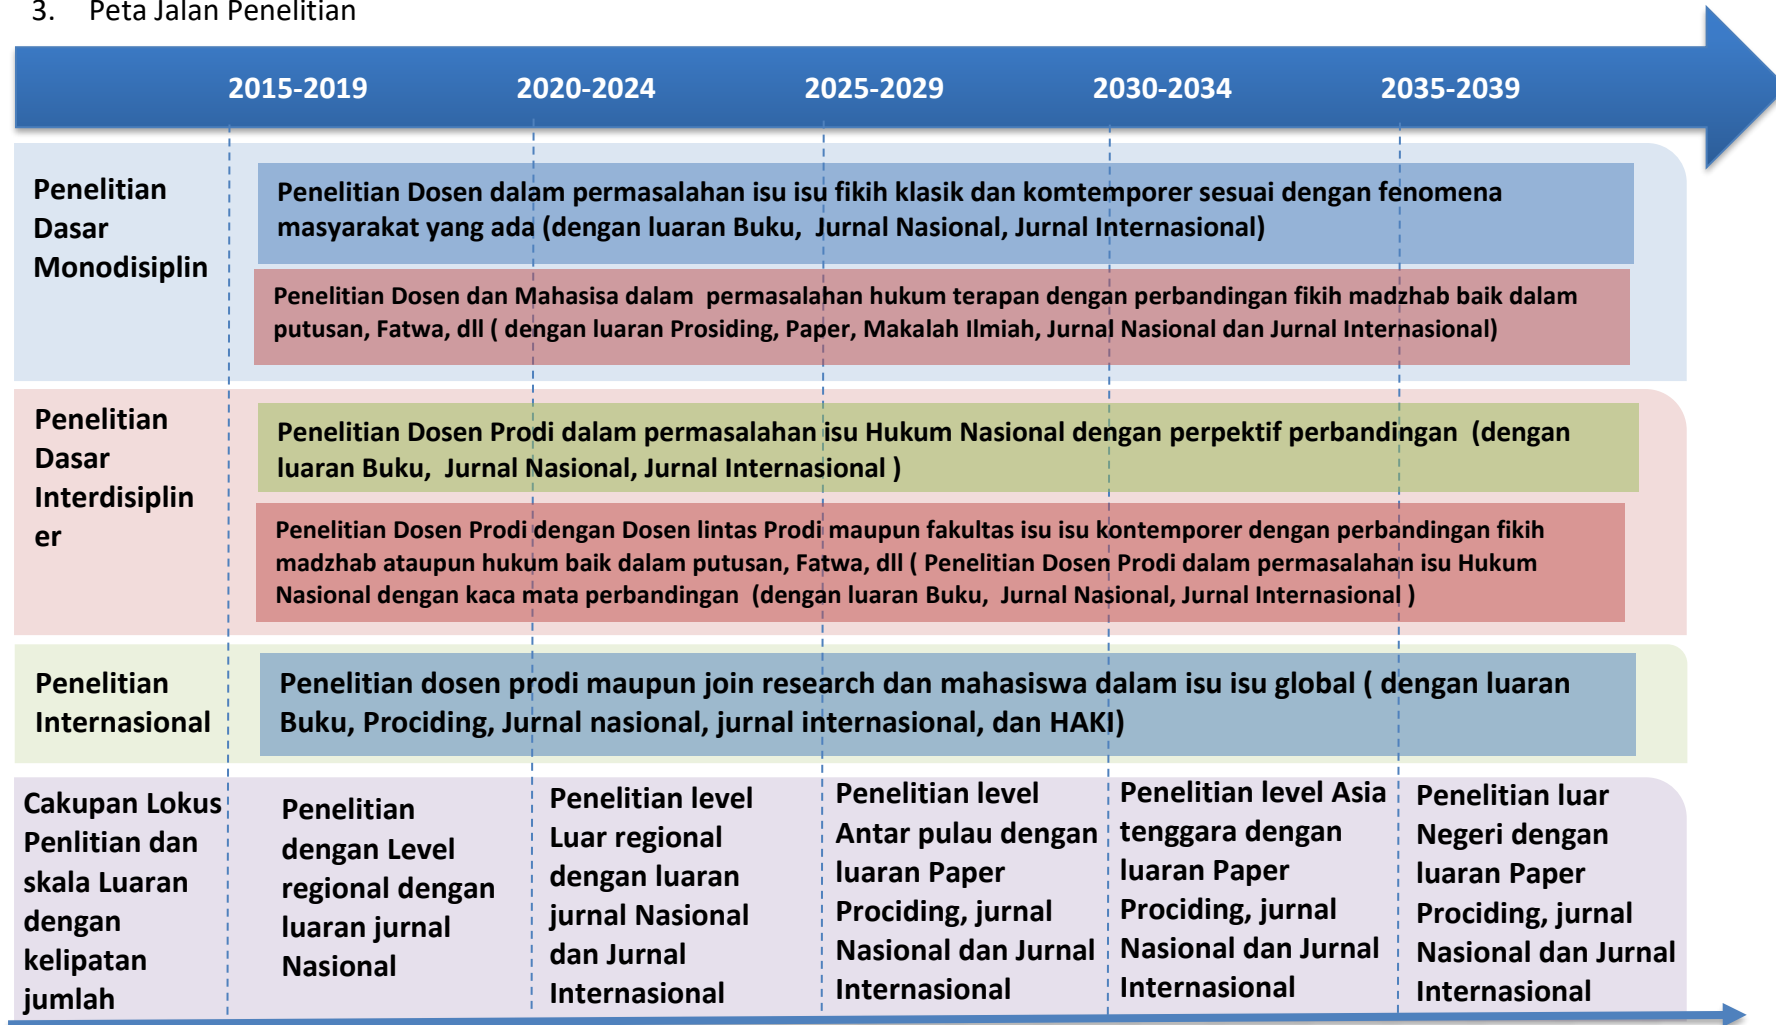 3. Peta Jalan Penelitian
2015-2019 2020-2024 2025-2029 2030-2034 2035-2039
Penelitian
Dasar
Monodisiplin
Penelitian Dosen dalam permasalahan isu isu fikih klasik dan komtemporer sesuai dengan fenomena
masyarakat yang ada (dengan luaran Buku, Jurnal Nasional, Jurnal Internasional)
Penelitian Dosen dan Mahasisa dalam permasalahan hukum terapan dengan perbandingan fikih madzhab baik dalam
putusan, Fatwa, dll ( dengan luaran Prosiding, Paper, Makalah Ilmiah, Jurnal Nasional dan Jurnal Internasional)
Penelitian
Dasar
Interdisiplin
er
Penelitian Dosen Prodi dalam permasalahan isu Hukum Nasional dengan perpektif perbandingan (dengan
luaran Buku, Jurnal Nasional, Jurnal Internasional )
Penelitian Dosen Prodi dengan Dosen lintas Prodi maupun fakultas isu isu kontemporer dengan perbandingan fikih
madzhab ataupun hukum baik dalam putusan, Fatwa, dll ( Penelitian Dosen Prodi dalam permasalahan isu Hukum
Nasional dengan kaca mata perbandingan (dengan luaran Buku, Jurnal Nasional, Jurnal Internasional )
Penelitian
Internasional
Penelitian dosen prodi maupun join research dan mahasiswa dalam isu isu global ( dengan luaran
Buku, Prociding, Jurnal nasional, jurnal internasional, dan HAKI)
Cakupan Lokus
Penlitian dan
skala Luaran
dengan
kelipatan
jumlah
Penelitian
dengan Level
regional dengan
luaran jurnal
Nasional
Penelitian level
Luar regional
dengan luaran
jurnal Nasional
dan Jurnal
Internasional
Penelitian level
Antar pulau dengan
luaran Paper
Prociding, jurnal
Nasional dan Jurnal
Internasional
Penelitian level Asia
tenggara dengan
luaran Paper
Prociding, jurnal
Nasional dan Jurnal
Internasional
Penelitian luar
Negeri dengan
luaran Paper
Prociding, jurnal
Nasional dan Jurnal
Internasional